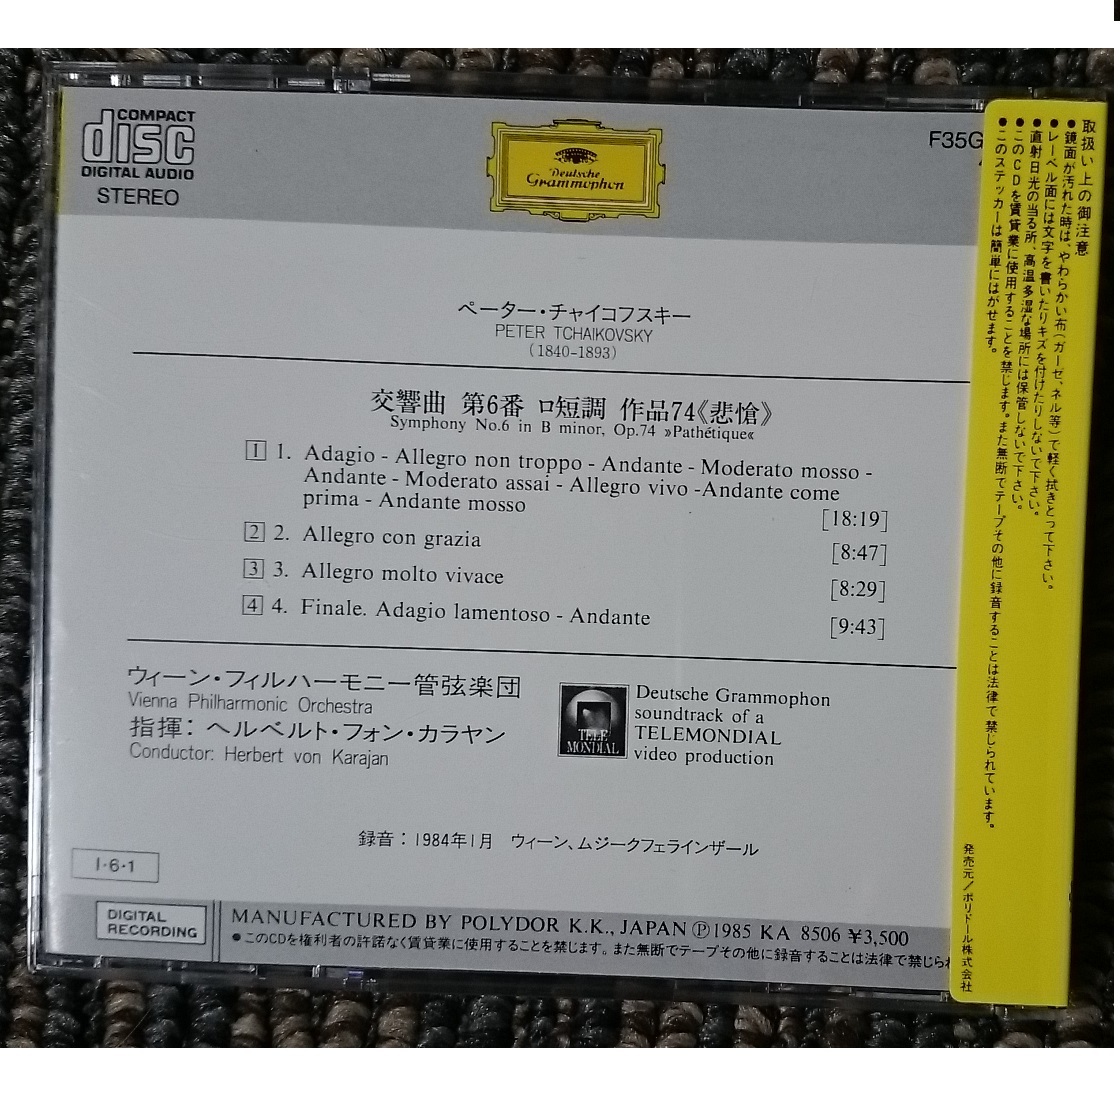 COMPACT
disc
DIGITAL AUDIO
STEREO
Deutsche
Grammophon
F35G
ペーター・チャイコフスキー
PETER TCHAIKOVSKY
(1840-1893)
交響曲 第6番 ロ短調 作品74《悲愴》
Symphony No.6 in B minor, Op.74 »Pathétique«
1 1. Adagio - Allegro non troppo - Andante - Moderato mosso -
Andante - Moderato assai - Allegro vivo -Andante come
prima - Andante mosso
[18:19]
2 2. Allegro con grazia [8:47]
3 3. Allegro molto vivace [8:29]
4 4. Finale. Adagio lamentoso - Andante [9:43]
ウィーン・フィルハーモニー管弦楽団
Vienna Philharmonic Orchestra
指揮：ヘルベルト・フォン・カラヤン
Conductor: Herbert von Karajan
TELE
MONDIAL
Deutsche Grammophon
soundtrack of a
TELEMONDIAL
video production
録音：1984年1月 ウィーン、ムジークフェラインザール
I·6·1
DIGITAL
RECORDING
MANUFACTURED BY POLYDOR K.K., JAPAN Ⓟ1985 KA 8506 ¥3,500
●このCDを権利者の許諾なく賃貸業に使用することを禁じます。また無断でテープその他に録音することは法律で禁じられ
取扱い上の御注意
●鏡面が汚れた時は、やわらかい布(ガーゼ、ネル等)で軽く拭きとって下さい。
●レーベル面には文字を書いたりキズを付けたりしないで下さい。
●直射日光の当る所、高温多湿な場所には保管しないで下さい。
●このCDを賃貸業に使用することを禁じます。また無断でテープその他に録音することは法律で禁じられています。
●このステッカーは簡単にはがせます。
発売元/ポリドール株式会社